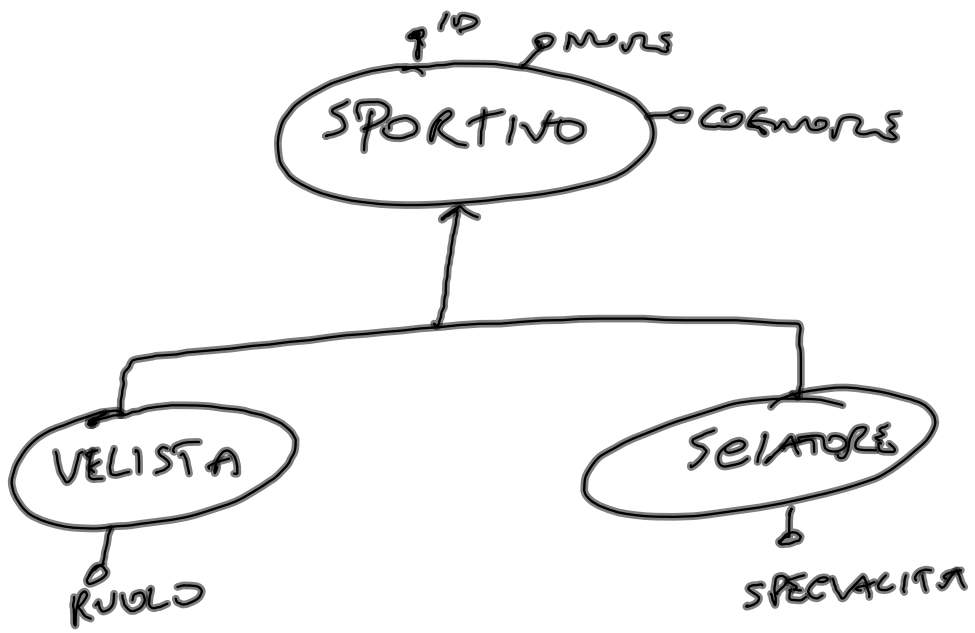 ID
NOME
SPORTIVO
COGNOME
VELISTA
SCIATORE
RUOLO
SPECIALITA